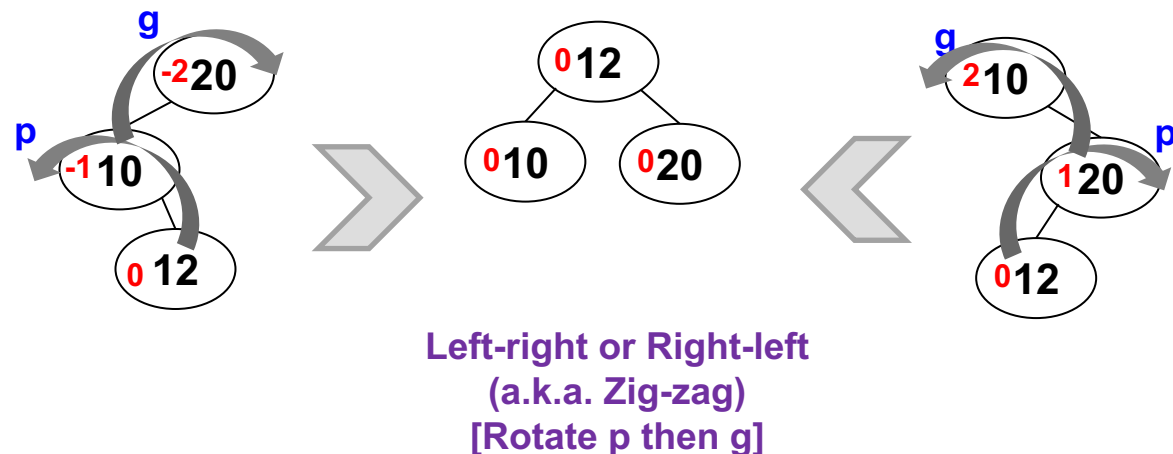 g
-2 20
p
-1 10
0 12
0 12
0 10
0 20
g
2 10
p
1 20
0 12
Left-right or Right-left
(a.k.a. Zig-zag)
[Rotate p then g]